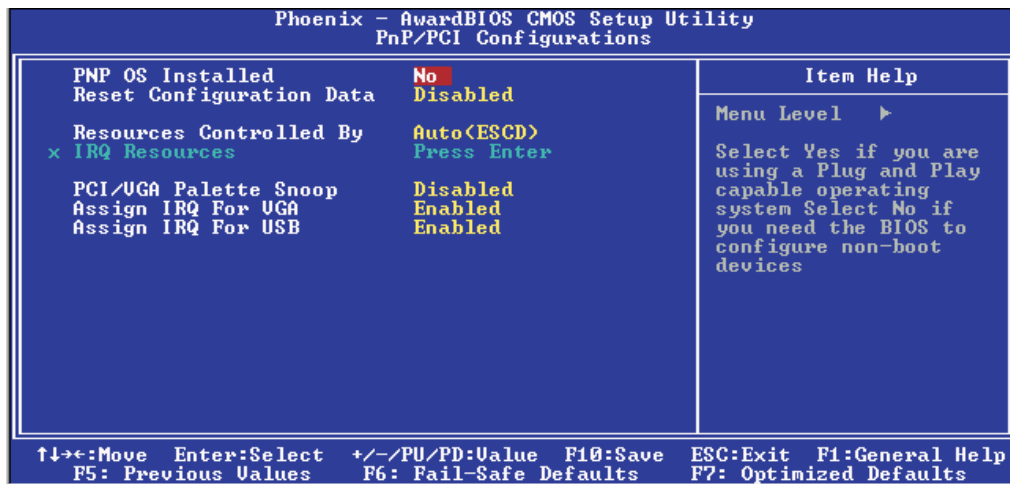 Phoenix - AwardBIOS CMOS Setup Utility
PnP/PCI Configurations
PNP OS Installed No
Reset Configuration Data Disabled
Resources Controlled By Auto(ESCD)
x IRQ Resources Press Enter
PCI/VGA Palette Snoop Disabled
Assign IRQ For VGA Enabled
Assign IRQ For USB Enabled
Item Help
Menu Level ▶
Select Yes if you are
using a Plug and Play
capable operating
system Select No if
you need the BIOS to
configure non-boot
devices
↑↓→←:Move Enter:Select +/-/PU/PD:Value F10:Save ESC:Exit F1:General Help
F5: Previous Values F6: Fail-Safe Defaults F7: Optimized Defaults